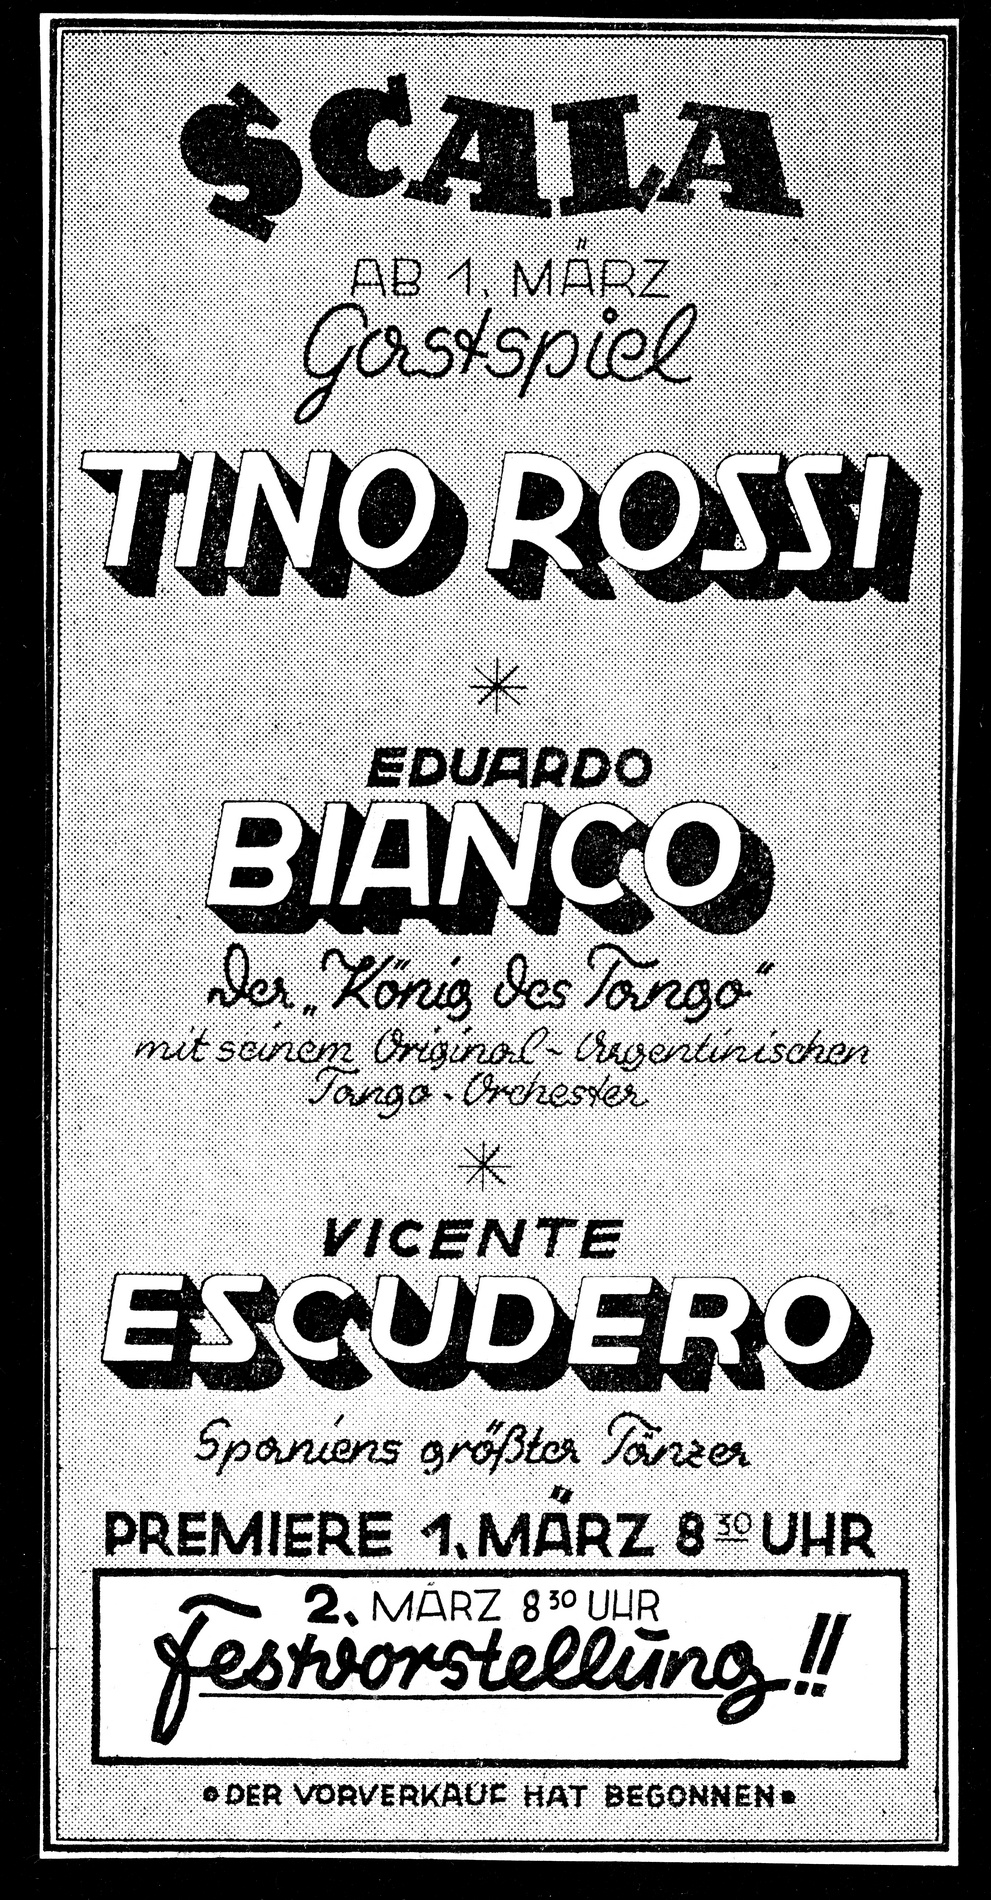 SCALA
AB 1. MÄRZ
Gastspiel
TINO ROSSI
EDUARDO
BIANCO
Der „König des Tango“
mit seinem Original-Argentinischen
Tango-Orchester
VICENTE
ESCUDERO
Spaniens größter Tänzer
PREMIERE 1. MÄRZ 8 30 UHR
2. MÄRZ 8 30 UHR
Festvorstellung!!
•DER VORVERKAUF HAT BEGONNEN•